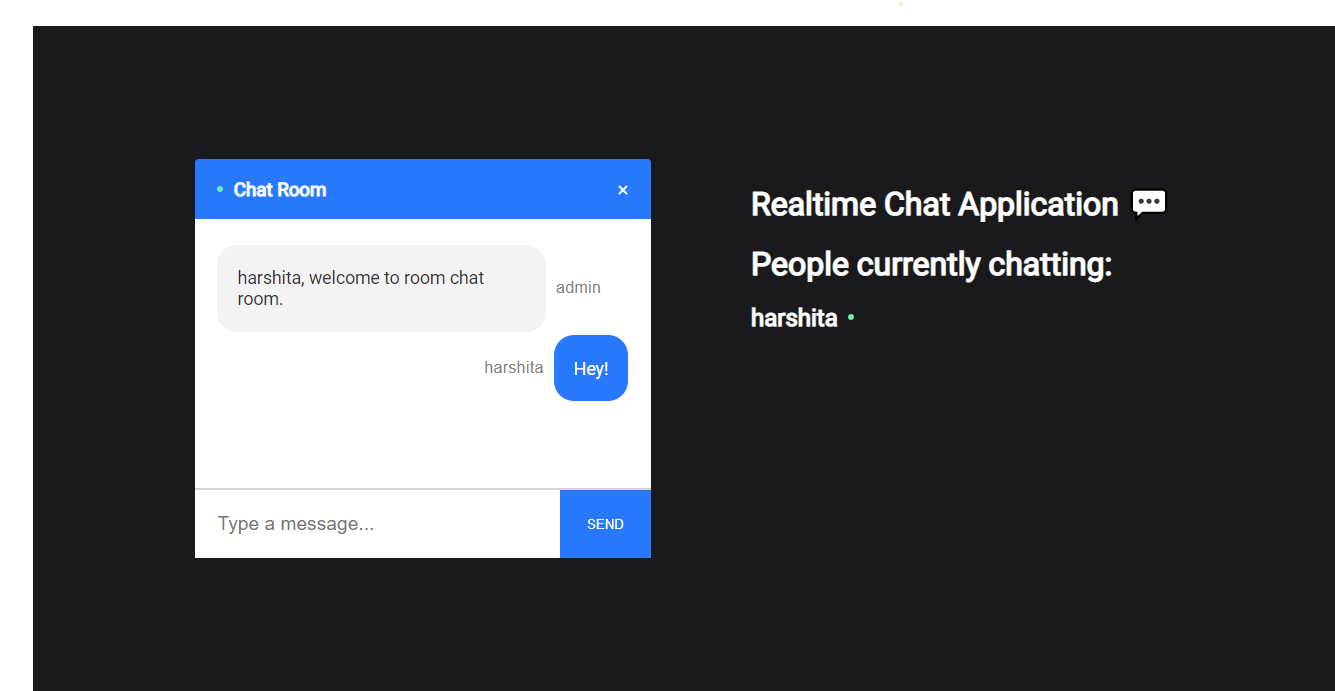 Chat Room
×
harshita, welcome to room chat
room.
admin
harshita
Hey!
Type a message...
SEND
Realtime Chat Application 💬
People currently chatting:
harshita